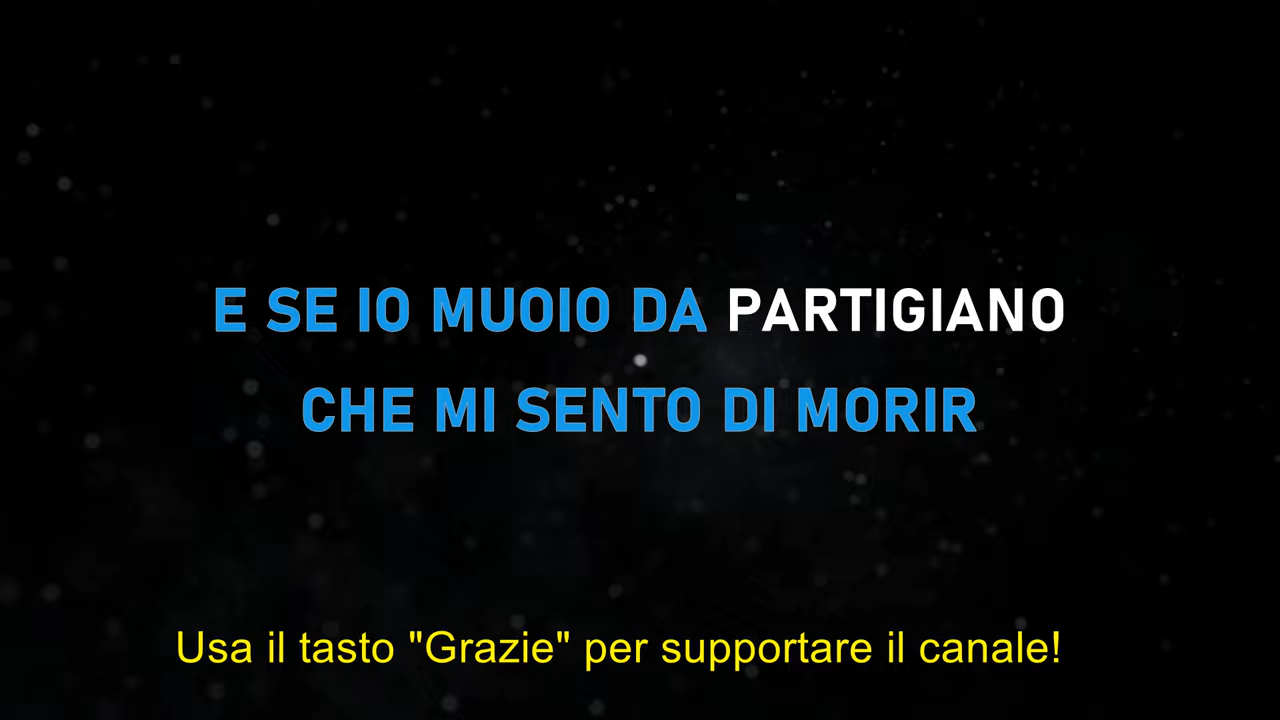 E SE IO MUOIO DA PARTIGIANO
CHE MI SENTO DI MORIR
Usa il tasto "Grazie" per supportare il canale!